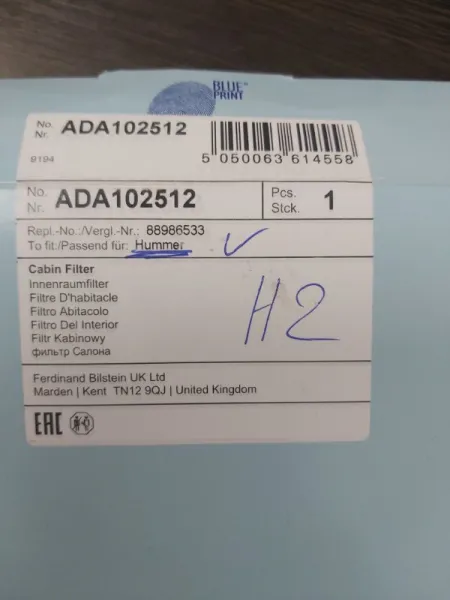 BLUE
PRINT
No.
Nr. ADA102512
9194
5 050063 614558
No.
Nr. ADA102512
Pcs.
Stck. 1
Repl.-No.:/Vergl.-Nr.: 88986533
To fit:/Passend für: Hummer ✓
Cabin Filter
Innenraumfilter
Filtre D'habitacle
Filtro Abitacolo
Filtro Del Interior
Filtr Kabinowy
фильтр Салона
H2
Ferdinand Bilstein UK Ltd
Marden | Kent TN12 9QJ | United Kingdom
EAC